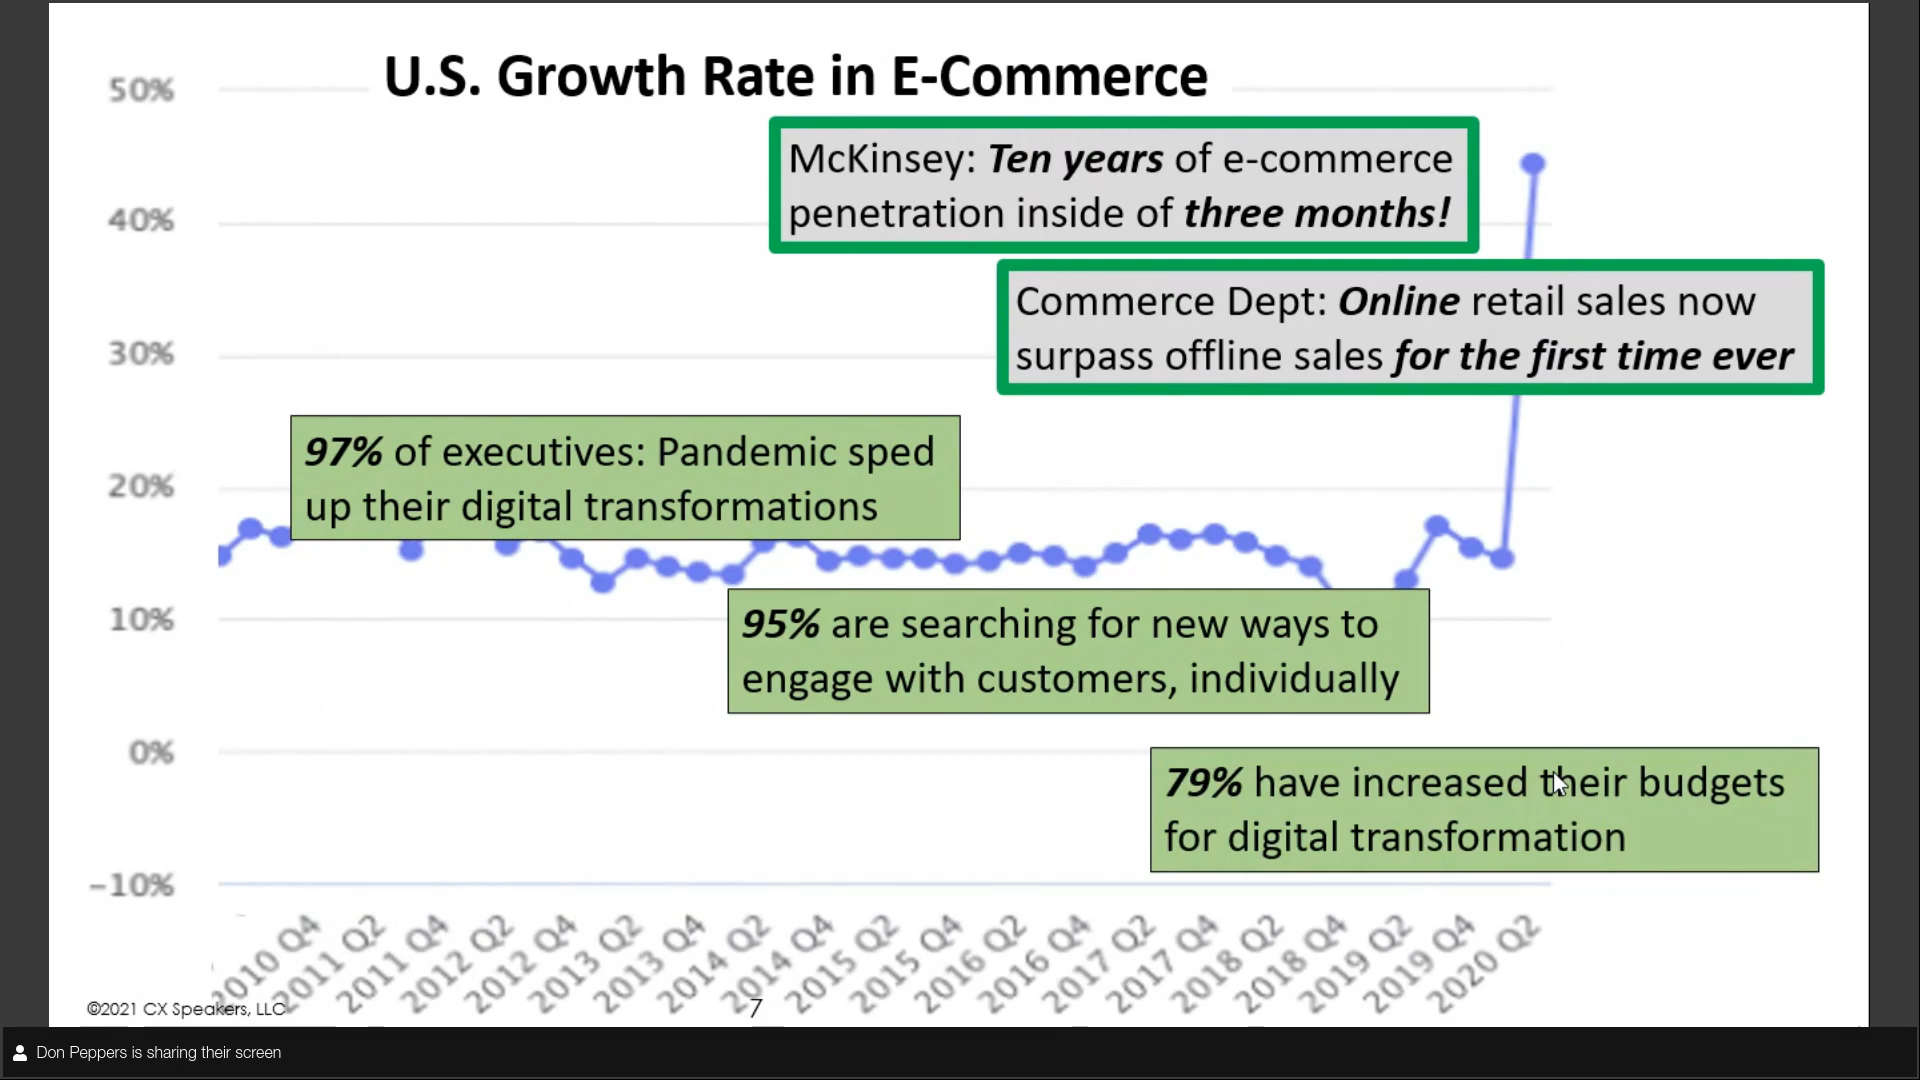 U.S. Growth Rate in E-Commerce
50%
40%
30%
20%
10%
0%
−10%
McKinsey: Ten years of e-commerce
penetration inside of three months!
Commerce Dept: Online retail sales now
surpass offline sales for the first time ever
97% of executives: Pandemic sped
up their digital transformations
95% are searching for new ways to
engage with customers, individually
79% have increased their budgets
for digital transformation
2010 Q4
2011 Q2
2011 Q4
2012 Q2
2012 Q4
2013 Q2
2013 Q4
2014 Q2
2014 Q4
2015 Q2
2015 Q4
2016 Q2
2016 Q4
2017 Q2
2017 Q4
2018 Q2
2018 Q4
2019 Q2
2019 Q4
2020 Q2
©2021 CX Speakers, LLC
7
Don Peppers is sharing their screen